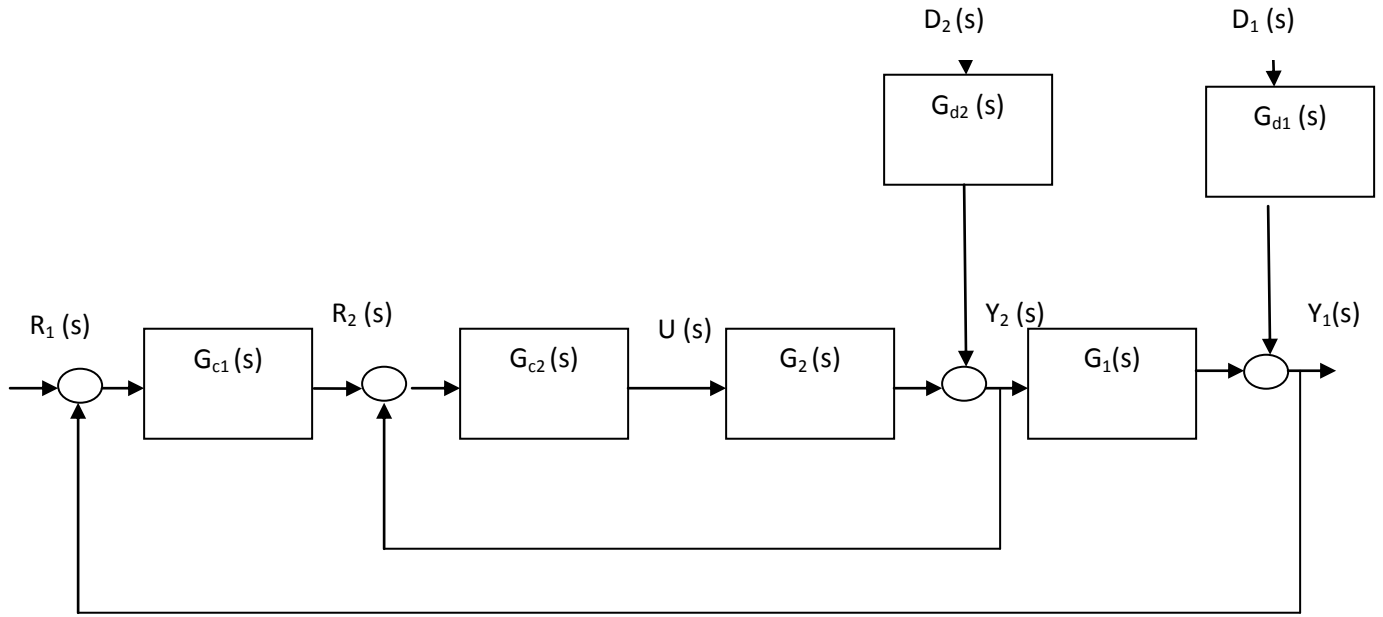 D₂ (s)
D₁ (s)
G_d2 (s)
G_d1 (s)
R₁ (s)
R₂ (s)
U (s)
Y₂ (s)
Y₁(s)
G_c1 (s)
G_c2 (s)
G₂ (s)
G₁(s)